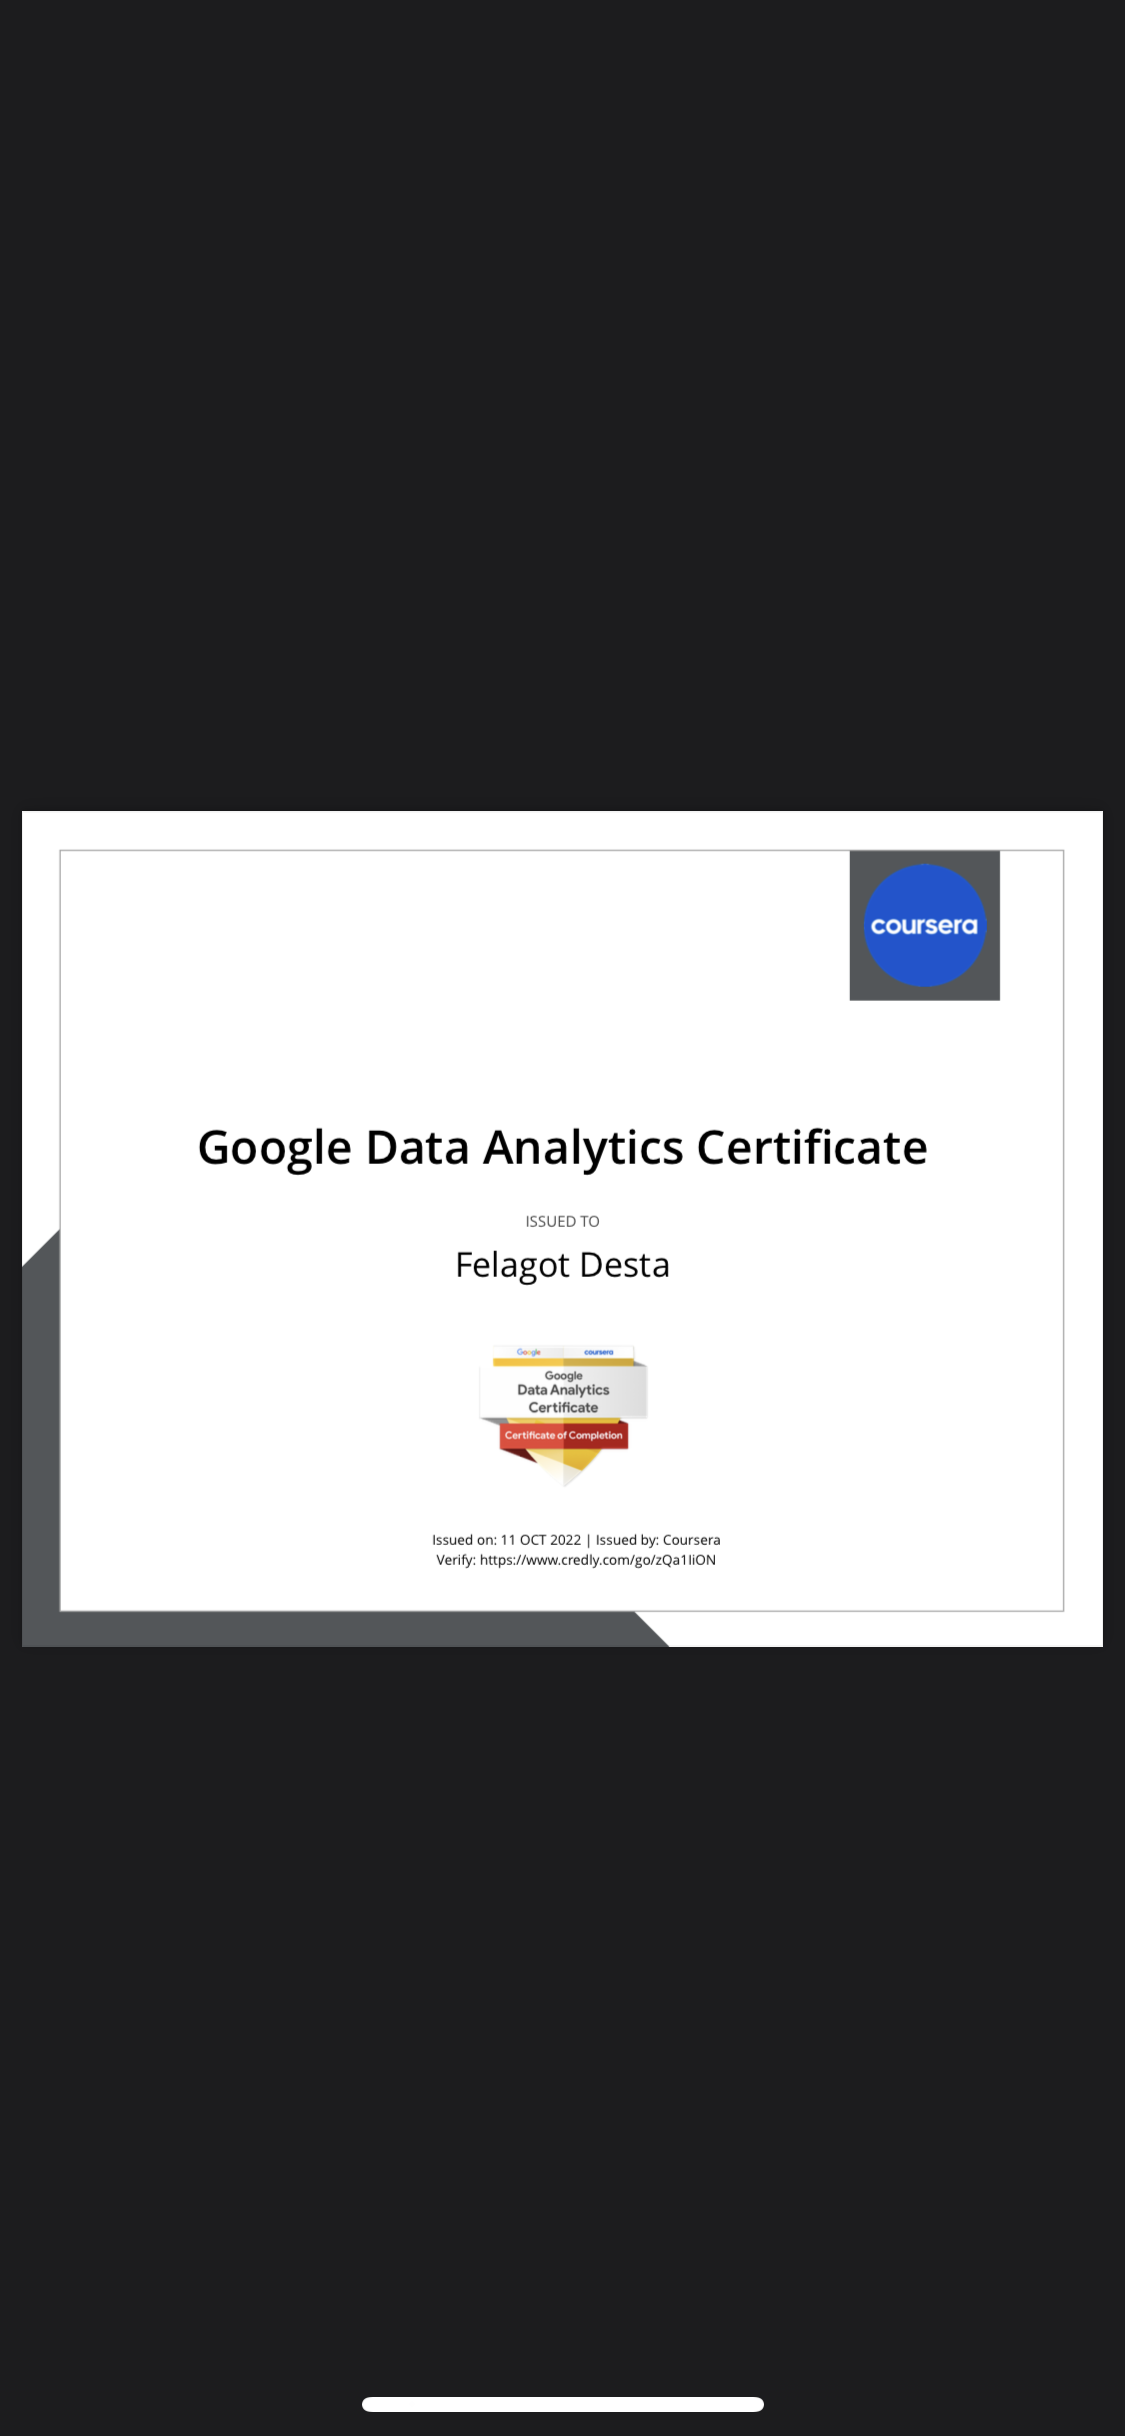 coursera
Google Data Analytics Certificate
ISSUED TO
Felagot Desta
Google coursera
Google
Data Analytics
Certificate
Certificate of Completion
Issued on: 11 OCT 2022 | Issued by: Coursera
Verify: https://www.credly.com/go/zQa1IiON